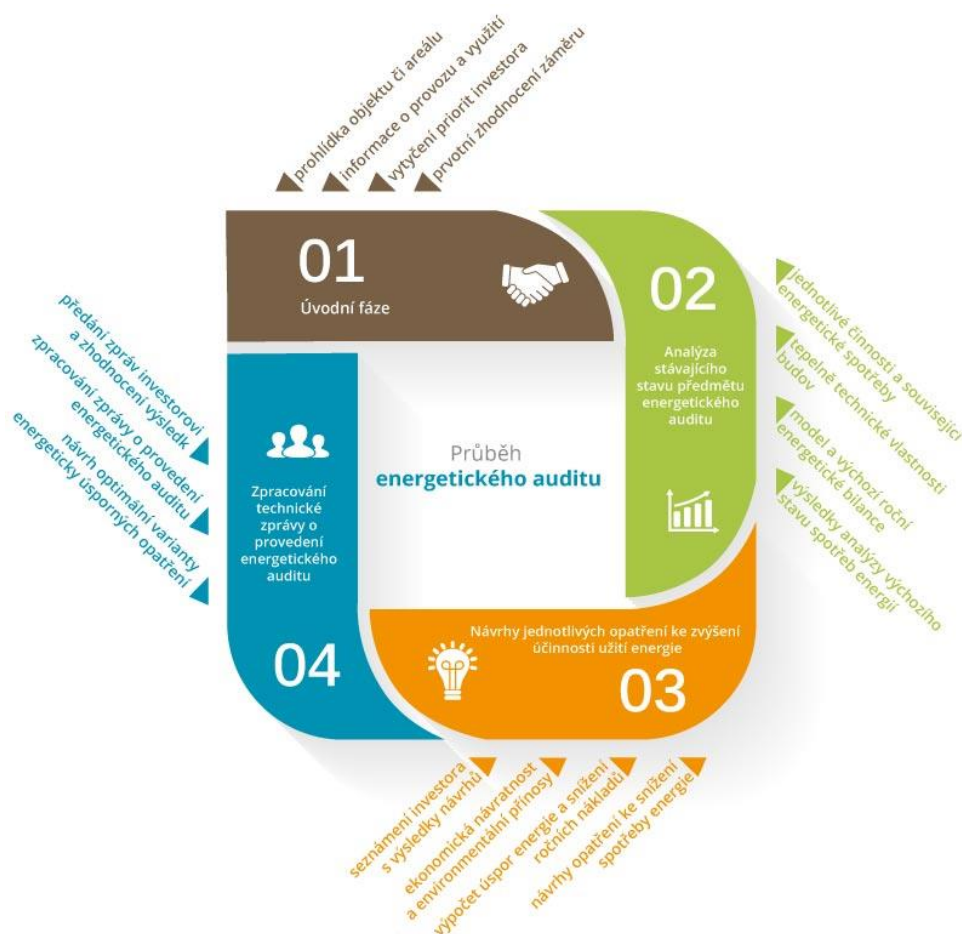 prohlídka objektu či areálu
informace o provozu a využití
vytyčení priorit investora
prvotní zhodnocení záměru
01
Úvodní fáze
02
Analýza
stávajícího
stavu předmětu
energetického
auditu
jednotlivé činnosti a související
energetické spotřeby
tepelně technické vlastnosti
budov
model a výchozí roční
energetické bilance
výsledky analýzy výchozího
stavu spotřeb energií
Průběh
energetického auditu
Návrhy jednotlivých opatření ke zvýšení
účinnosti užití energie
03
návrhy opatření ke snížení
spotřeby energie
výpočet úspor energie a snížení
ročních nákladů
ekonomická návratnost
a environmentální přínosy
seznámení investora
s výsledky návrhů
Zpracování
technické
zprávy o
provedení
energetického
auditu
04
návrh optimální varianty
energeticky úsporných opatření
zpracování zprávy o provedení
energetického auditu
předání zpráv investorovi
a zhodnocení výsledk